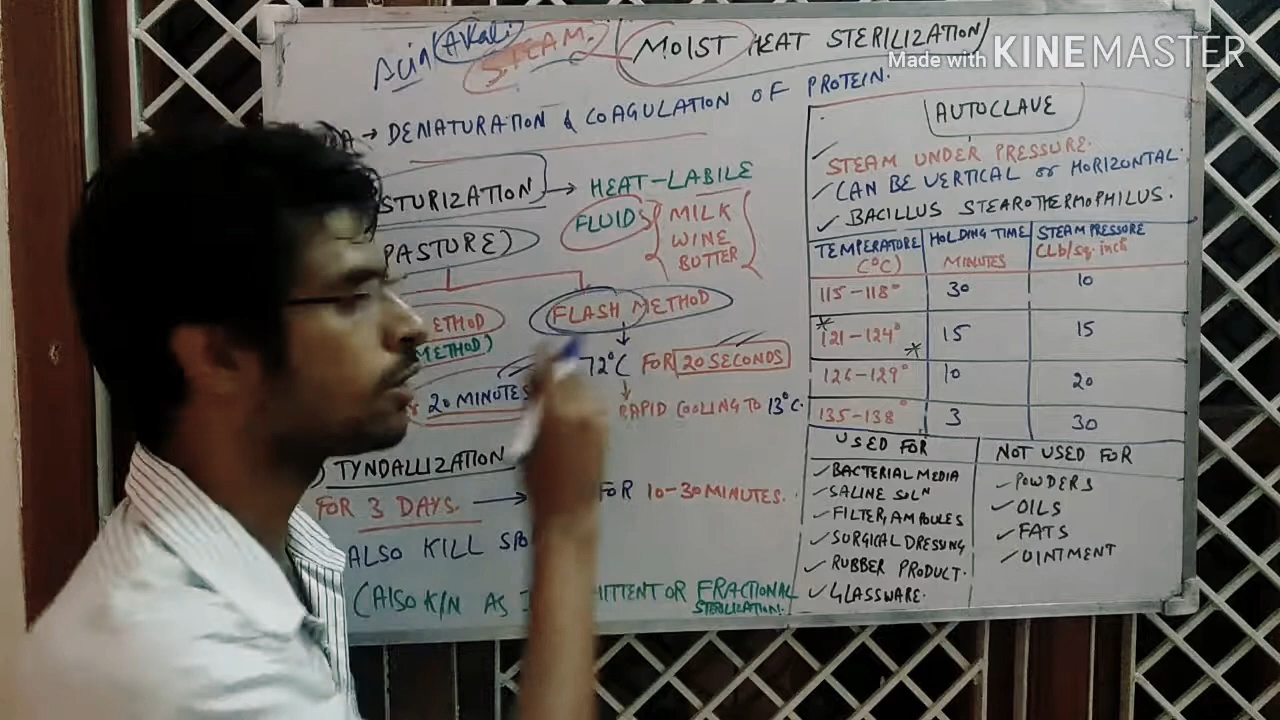 Acid Alkali STEAM. MOIST HEAT STERILIZATION
Made with KINEMASTER
→ DENATURATION & COAGULATION OF PROTEIN.
STURIZATION → HEAT-LABILE
PASTURE)
FLUIDS
MILK
WINE
BUTTER
ETHOD
METHOD)
FLASH METHOD
72°C FOR 20 SECONDS
20 MINUTES
RAPID COOLING TO 13°C.
) TYNDALLIZATION
FOR 3 DAYS. → FOR 10-30 MINUTES.
ALSO KILL SPO
(ALSO K/N AS I MITTENT OR FRACTIONAL
STERILIZATION.
AUTOCLAVE
✓ STEAM UNDER PRESSURE.
✓ CAN BE VERTICAL or HORIZONTAL.
✓ BACILLUS STEAROTHERMOPHILUS.
TEMPERATURE (°C) HOLDING TIME MINUTES STEAM PRESSURE (Lb/sq. inch
115-118° 30 10
*121-124°* 15 15
126-129° 10 20
135-138° 3 30
USED FOR
✓ BACTERIAL MEDIA
✓ SALINE SOLN
✓ FILTER, AMPOULES
✓ SURGICAL DRESSING
✓ RUBBER PRODUCT.
✓ GLASSWARE.
NOT USED FOR
✓ POWDERS
✓ OILS
✓ FATS
✓ OINTMENT